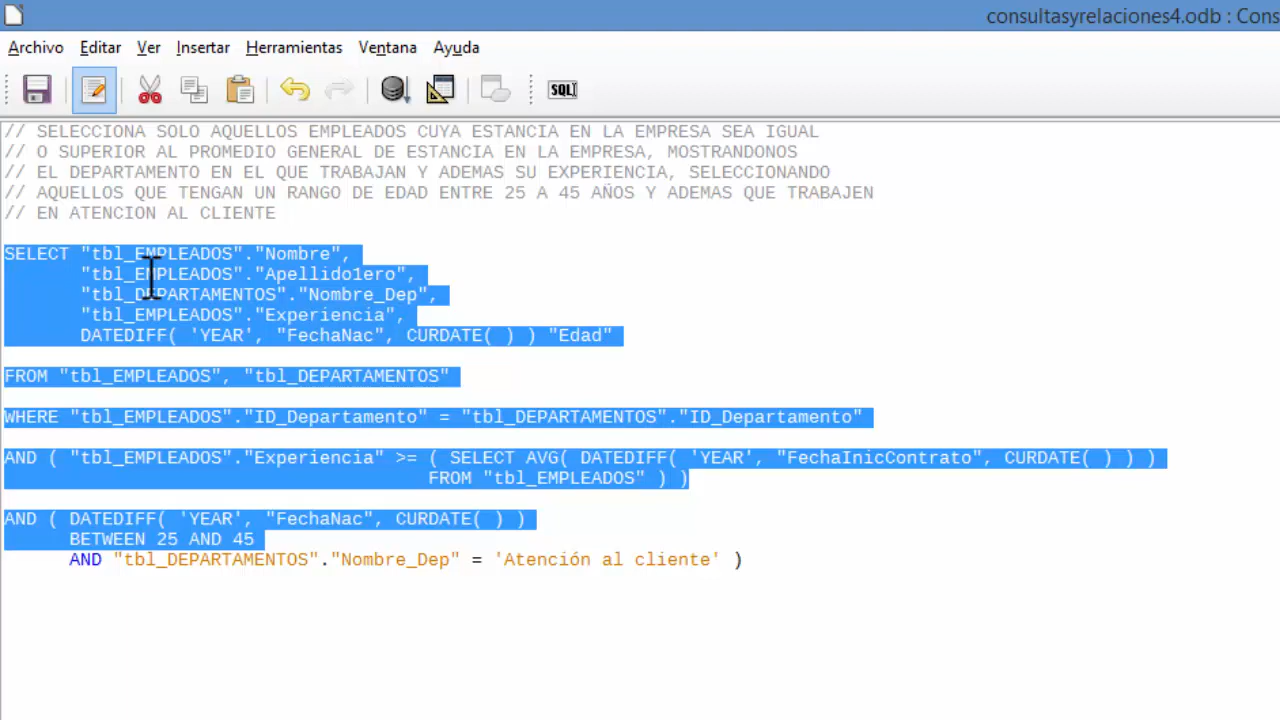 consultasyrelaciones4.odb : Cons
Archivo Editar Ver Insertar Herramientas Ventana Ayuda
SQL
// SELECCIONA SOLO AQUELLOS EMPLEADOS CUYA ESTANCIA EN LA EMPRESA SEA IGUAL
// O SUPERIOR AL PROMEDIO GENERAL DE ESTANCIA EN LA EMPRESA, MOSTRANDONOS
// EL DEPARTAMENTO EN EL QUE TRABAJAN Y ADEMAS SU EXPERIENCIA, SELECCIONANDO
// AQUELLOS QUE TENGAN UN RANGO DE EDAD ENTRE 25 A 45 AÑOS Y ADEMAS QUE TRABAJEN
// EN ATENCION AL CLIENTE
SELECT "tbl_EMPLEADOS"."Nombre",
"tbl_EMPLEADOS"."Apellido1ero",
"tbl_DEPARTAMENTOS"."Nombre_Dep",
"tbl_EMPLEADOS"."Experiencia",
DATEDIFF( 'YEAR', "FechaNac", CURDATE( ) ) "Edad"
FROM "tbl_EMPLEADOS", "tbl_DEPARTAMENTOS"
WHERE "tbl_EMPLEADOS"."ID_Departamento" = "tbl_DEPARTAMENTOS"."ID_Departamento"
AND ( "tbl_EMPLEADOS"."Experiencia" >= ( SELECT AVG( DATEDIFF( 'YEAR', "FechaInicContrato", CURDATE( ) ) )
FROM "tbl_EMPLEADOS" ) )
AND ( DATEDIFF( 'YEAR', "FechaNac", CURDATE( ) )
BETWEEN 25 AND 45
AND "tbl_DEPARTAMENTOS"."Nombre_Dep" = 'Atención al cliente' )